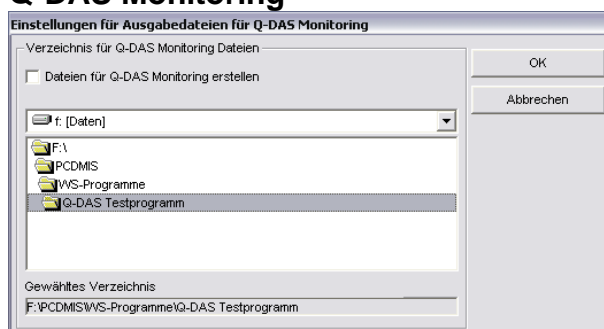 Q-DAS Monitoring
Einstellungen für Ausgabedateien für Q-DAS Monitoring
Verzeichnis für Q-DAS Monitoring Dateien
Dateien für Q-DAS Monitoring erstellen
OK
Abbrechen
f: [Daten]
F:\
PCDMIS
WS-Programme
Q-DAS Testprogramm
Gewähltes Verzeichnis
F:\PCDMIS\WS-Programme\Q-DAS Testprogramm